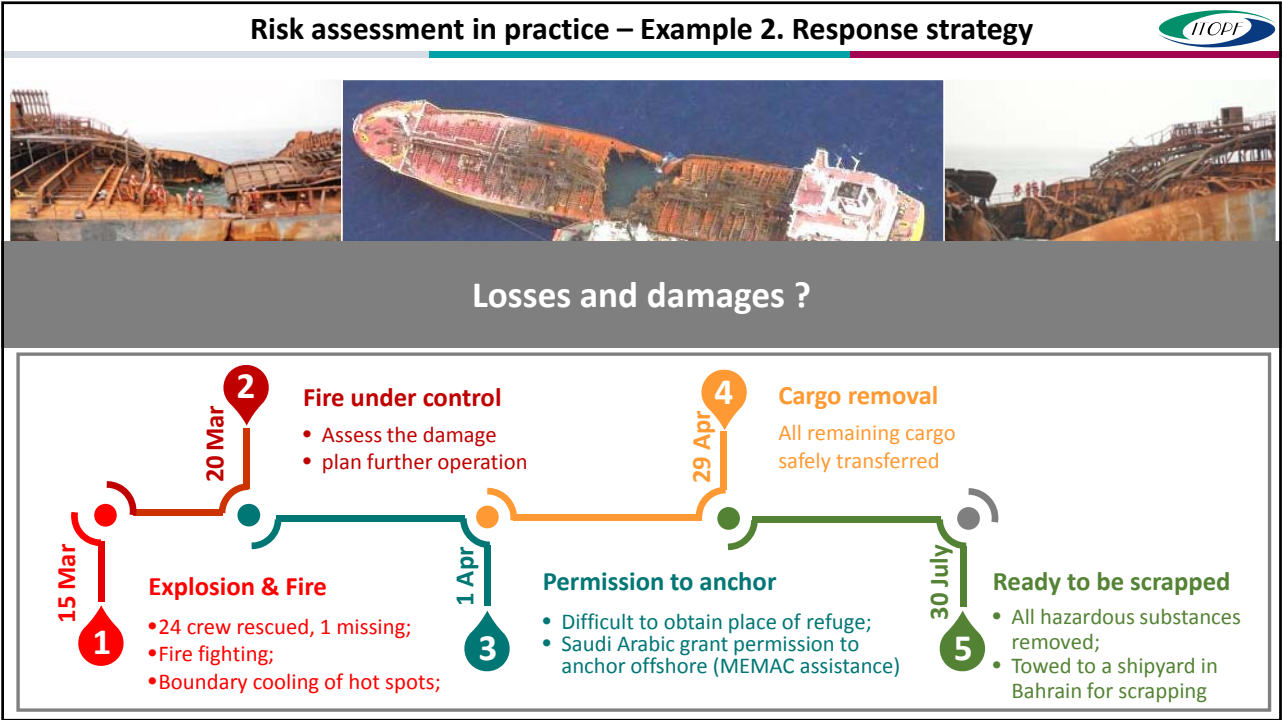 Risk assessment in practice – Example 2. Response strategy
ITOPF
Losses and damages ?
15 Mar
1
Explosion & Fire
•24 crew rescued, 1 missing;
•Fire fighting;
•Boundary cooling of hot spots;
20 Mar
2
Fire under control
• Assess the damage
• plan further operation
1 Apr
3
Permission to anchor
• Difficult to obtain place of refuge;
• Saudi Arabic grant permission to
anchor offshore (MEMAC assistance)
29 Apr
4
Cargo removal
All remaining cargo
safely transferred
30 July
5
Ready to be scrapped
• All hazardous substances
removed;
• Towed to a shipyard in
Bahrain for scrapping